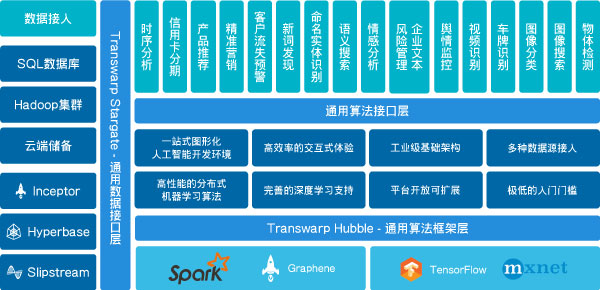 数据接人
SQL数据库
Hadoop集群
云端储备
Inceptor
Hyperbase
Slipstream
Transwarp Stargate - 通用数据接口层
时序分析
信用卡分期
产品推荐
精准营销
客户流失预警
新词发现
命名实体识别
语义搜索
情感分析
企业文本
风险管理
舆情监控
视频识别
车牌识别
图像分类
图像搜索
物体检测
通用算法接口层
一站式图形化
人工智能开发环境
高效率的交互式体验
工业级基础架构
多种数据源接人
高性能的分布式
机器学习算法
完善的深度学习支持
平台开放可扩展
极低的人门门槛
Transwarp Hubble - 通用算法框架层
Spark
Graphene
TensorFlow
mxnet